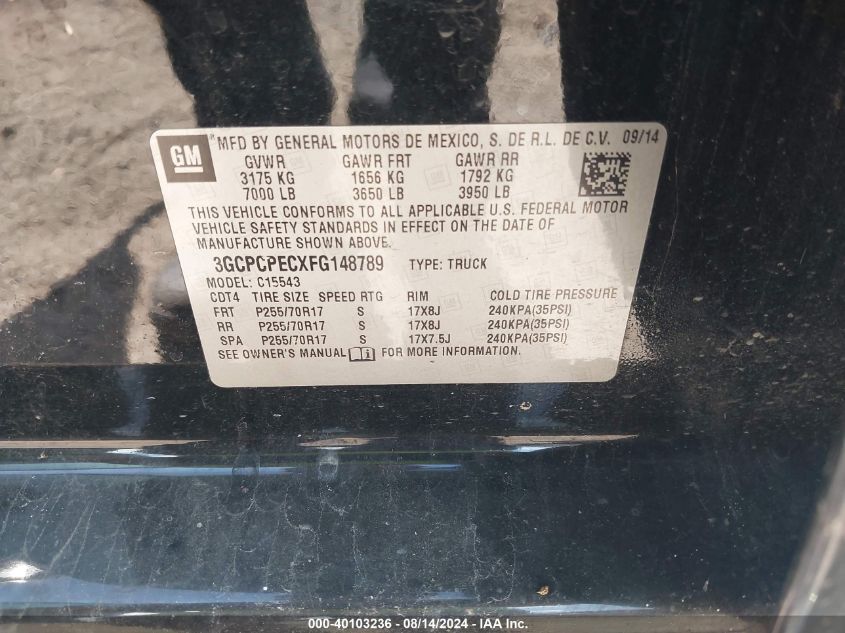 GM
MFD BY GENERAL MOTORS DE MEXICO, S. DE R.L. DE C.V. 09/14
GVWR GAWR FRT GAWR RR
3175 KG 1656 KG 1792 KG
7000 LB 3650 LB 3950 LB
THIS VEHICLE CONFORMS TO ALL APPLICABLE U.S. FEDERAL MOTOR
VEHICLE SAFETY STANDARDS IN EFFECT ON THE DATE OF
MANUFACTURE SHOWN ABOVE.
3GCPCPECXFG148789 TYPE: TRUCK
MODEL: C15543
CDT4 TIRE SIZE SPEED RTG RIM COLD TIRE PRESSURE
FRT P255/70R17 S 17X8J 240KPA(35PSI)
RR P255/70R17 S 17X8J 240KPA(35PSI)
SPA P255/70R17 S 17X7.5J 240KPA(35PSI)
SEE OWNER'S MANUAL FOR MORE INFORMATION.
000-40103236 - 08/14/2024 - IAA Inc.